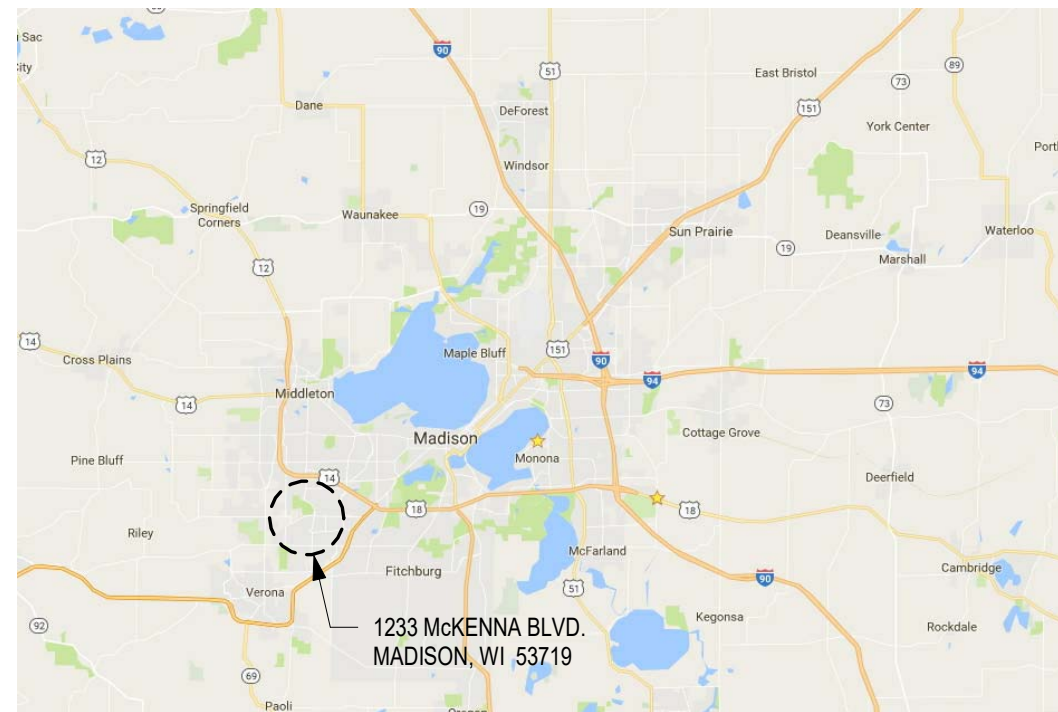 Sac
City
90
51
East Bristol
89
73
Dane
DeForest
151
York Center
12
Windsor
Port
Springfield
Corners
Waunakee
19
Sun Prairie
19
Deansville
Waterloo
Marshall
12
14
Cross Plains
Maple Bluff
151
90
94
94
Middleton
14
73
Madison
Cottage Grove
Monona
Pine Bluff
14
Deerfield
18
18
Riley
McFarland
Fitchburg
90
Cambridge
Verona
51
92
Kegonsa
Rockdale
1233 McKENNA BLVD.
MADISON, WI 53719
69
Paoli
Oregon